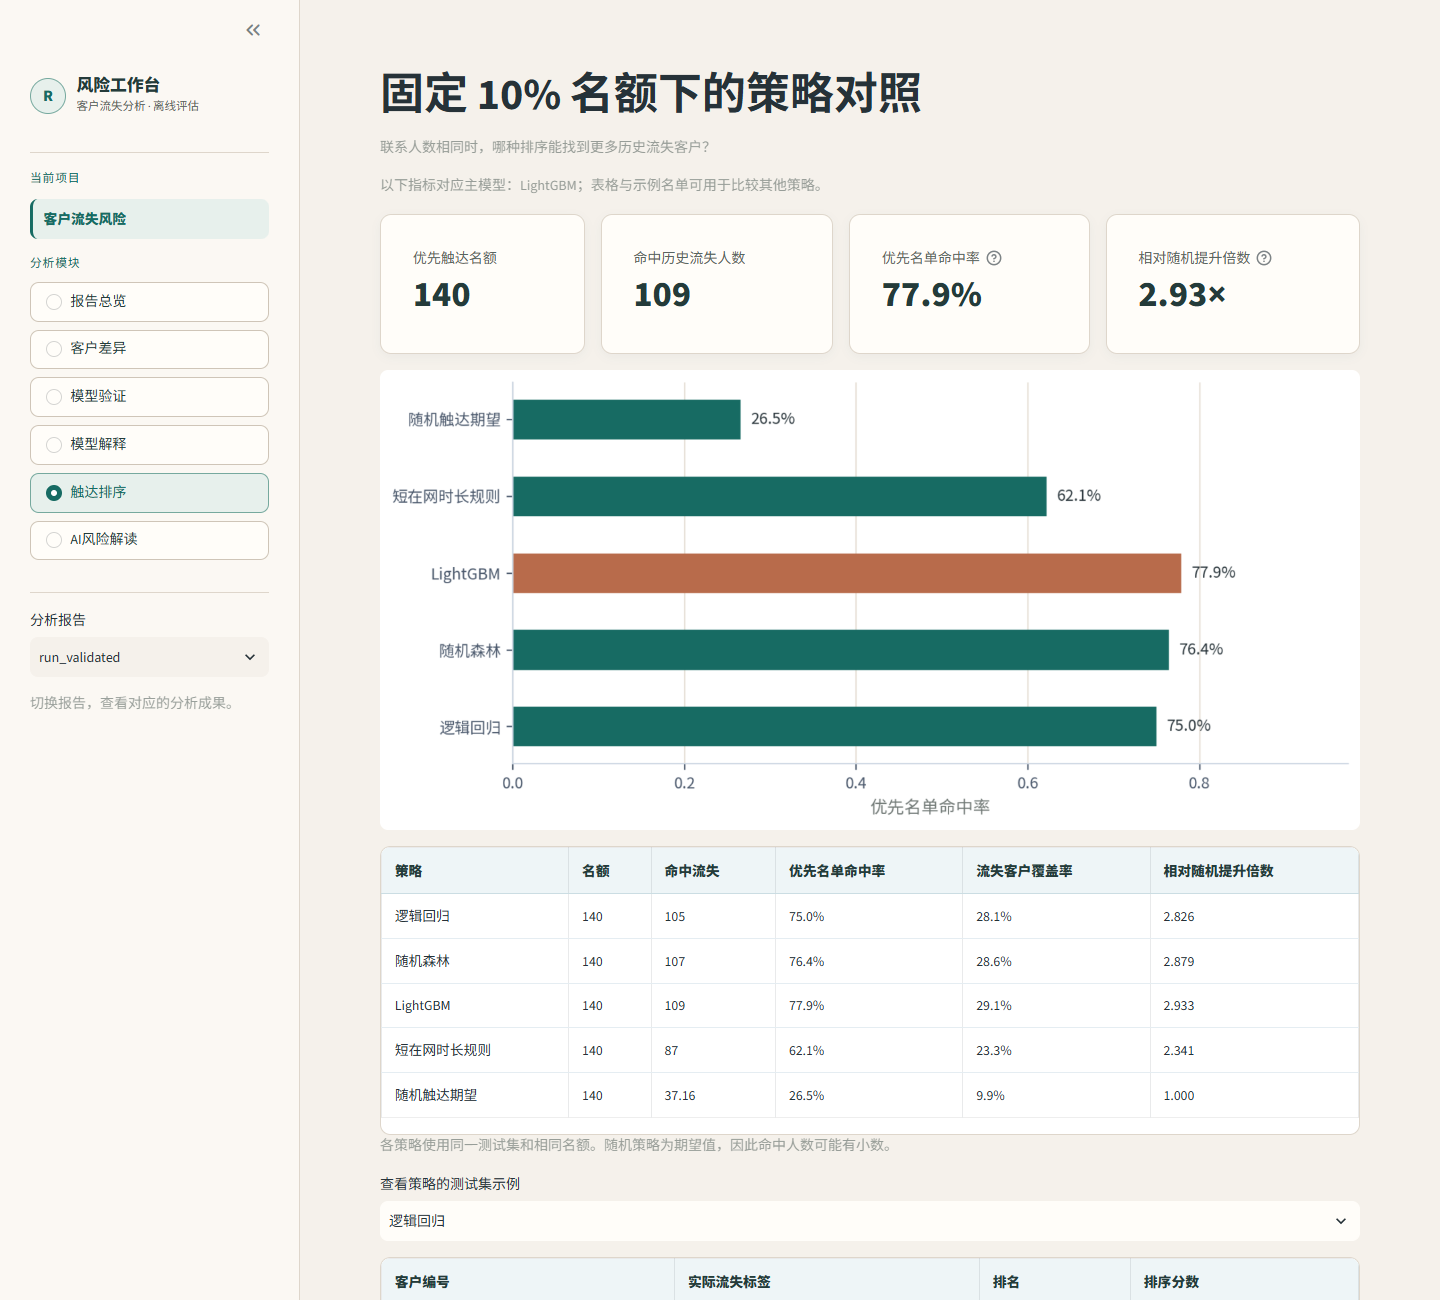 R
风险工作台
客户流失分析 · 离线评估
当前项目
客户流失风险
分析模块
报告总览
客户差异
模型验证
模型解释
触达排序
AI风险解读
分析报告
run_validated
切换报告，查看对应的分析成果。
固定 10% 名额下的策略对照
联系人数相同时，哪种排序能找到更多历史流失客户？
以下指标对应主模型：LightGBM；表格与示例名单可用于比较其他策略。
优先触达名额
140
命中历史流失人数
109
优先名单命中率
77.9%
相对随机提升倍数
2.93×
随机触达期望 26.5%
短在网时长规则 62.1%
LightGBM 77.9%
随机森林 76.4%
逻辑回归 75.0%
0.0 0.2 0.4 0.6 0.8
优先名单命中率
策略 名额 命中流失 优先名单命中率 流失客户覆盖率 相对随机提升倍数
逻辑回归 140 105 75.0% 28.1% 2.826
随机森林 140 107 76.4% 28.6% 2.879
LightGBM 140 109 77.9% 29.1% 2.933
短在网时长规则 140 87 62.1% 23.3% 2.341
随机触达期望 140 37.16 26.5% 9.9% 1.000
各策略使用同一测试集和相同名额。随机策略为期望值，因此命中人数可能有小数。
查看策略的测试集示例
逻辑回归
客户编号 实际流失标签 排名 排序分数